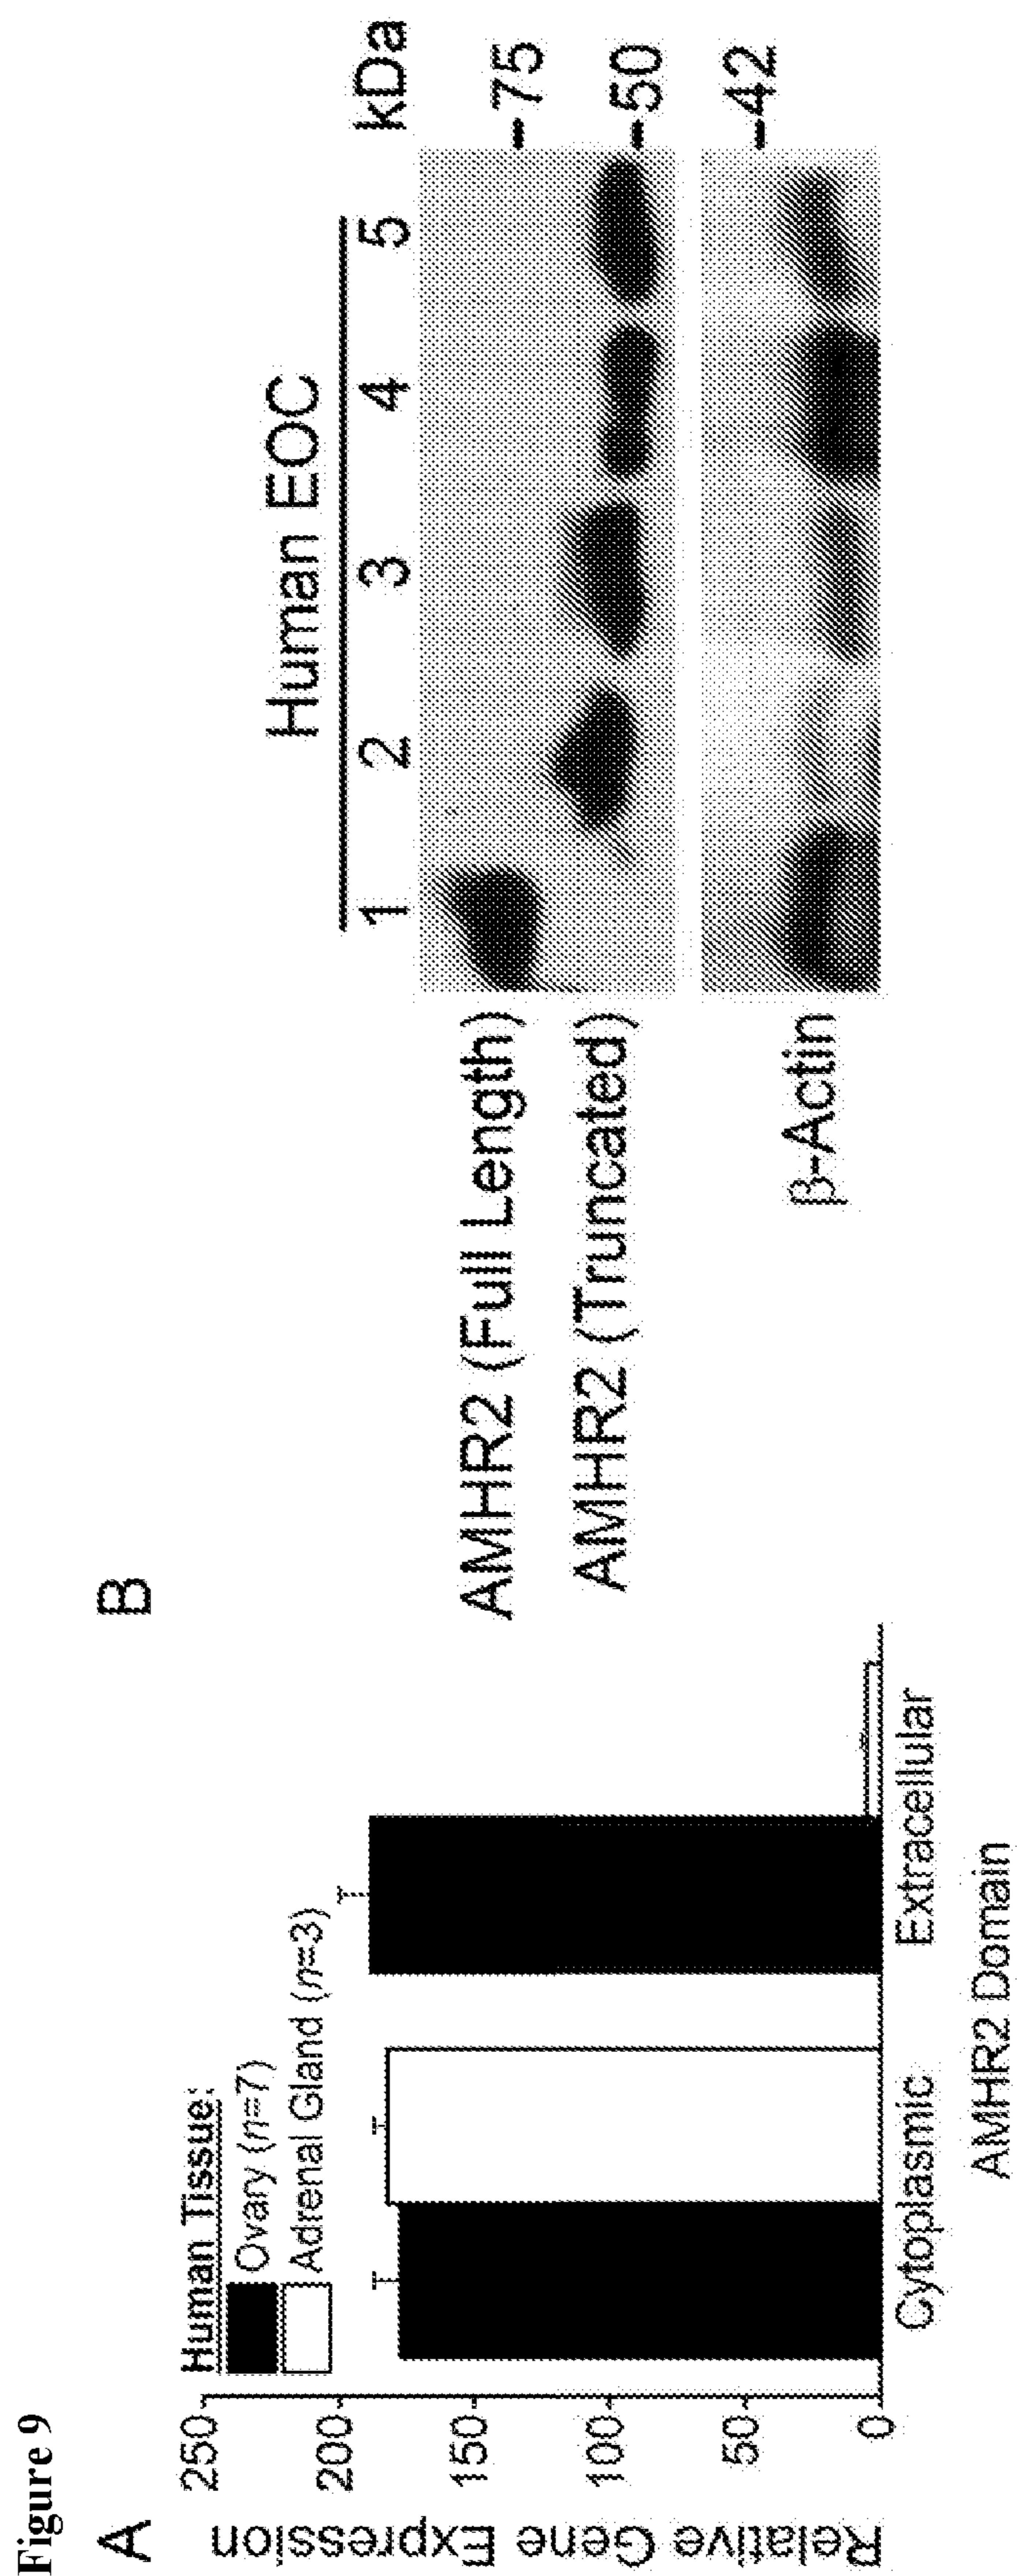 Figure 9
A
Relative Gene Expression
250
200
150
100
50
0
Human Tissue:
Ovary (n=7)
Adrenal Gland (n=3)
Cytoplasmic
Extracellular
AMHR2 Domain
B
Human EOC
1 2 3 4 5 kDa
AMHR2 (Full Length)
-75
AMHR2 (Truncated)
-50
β-Actin
-42